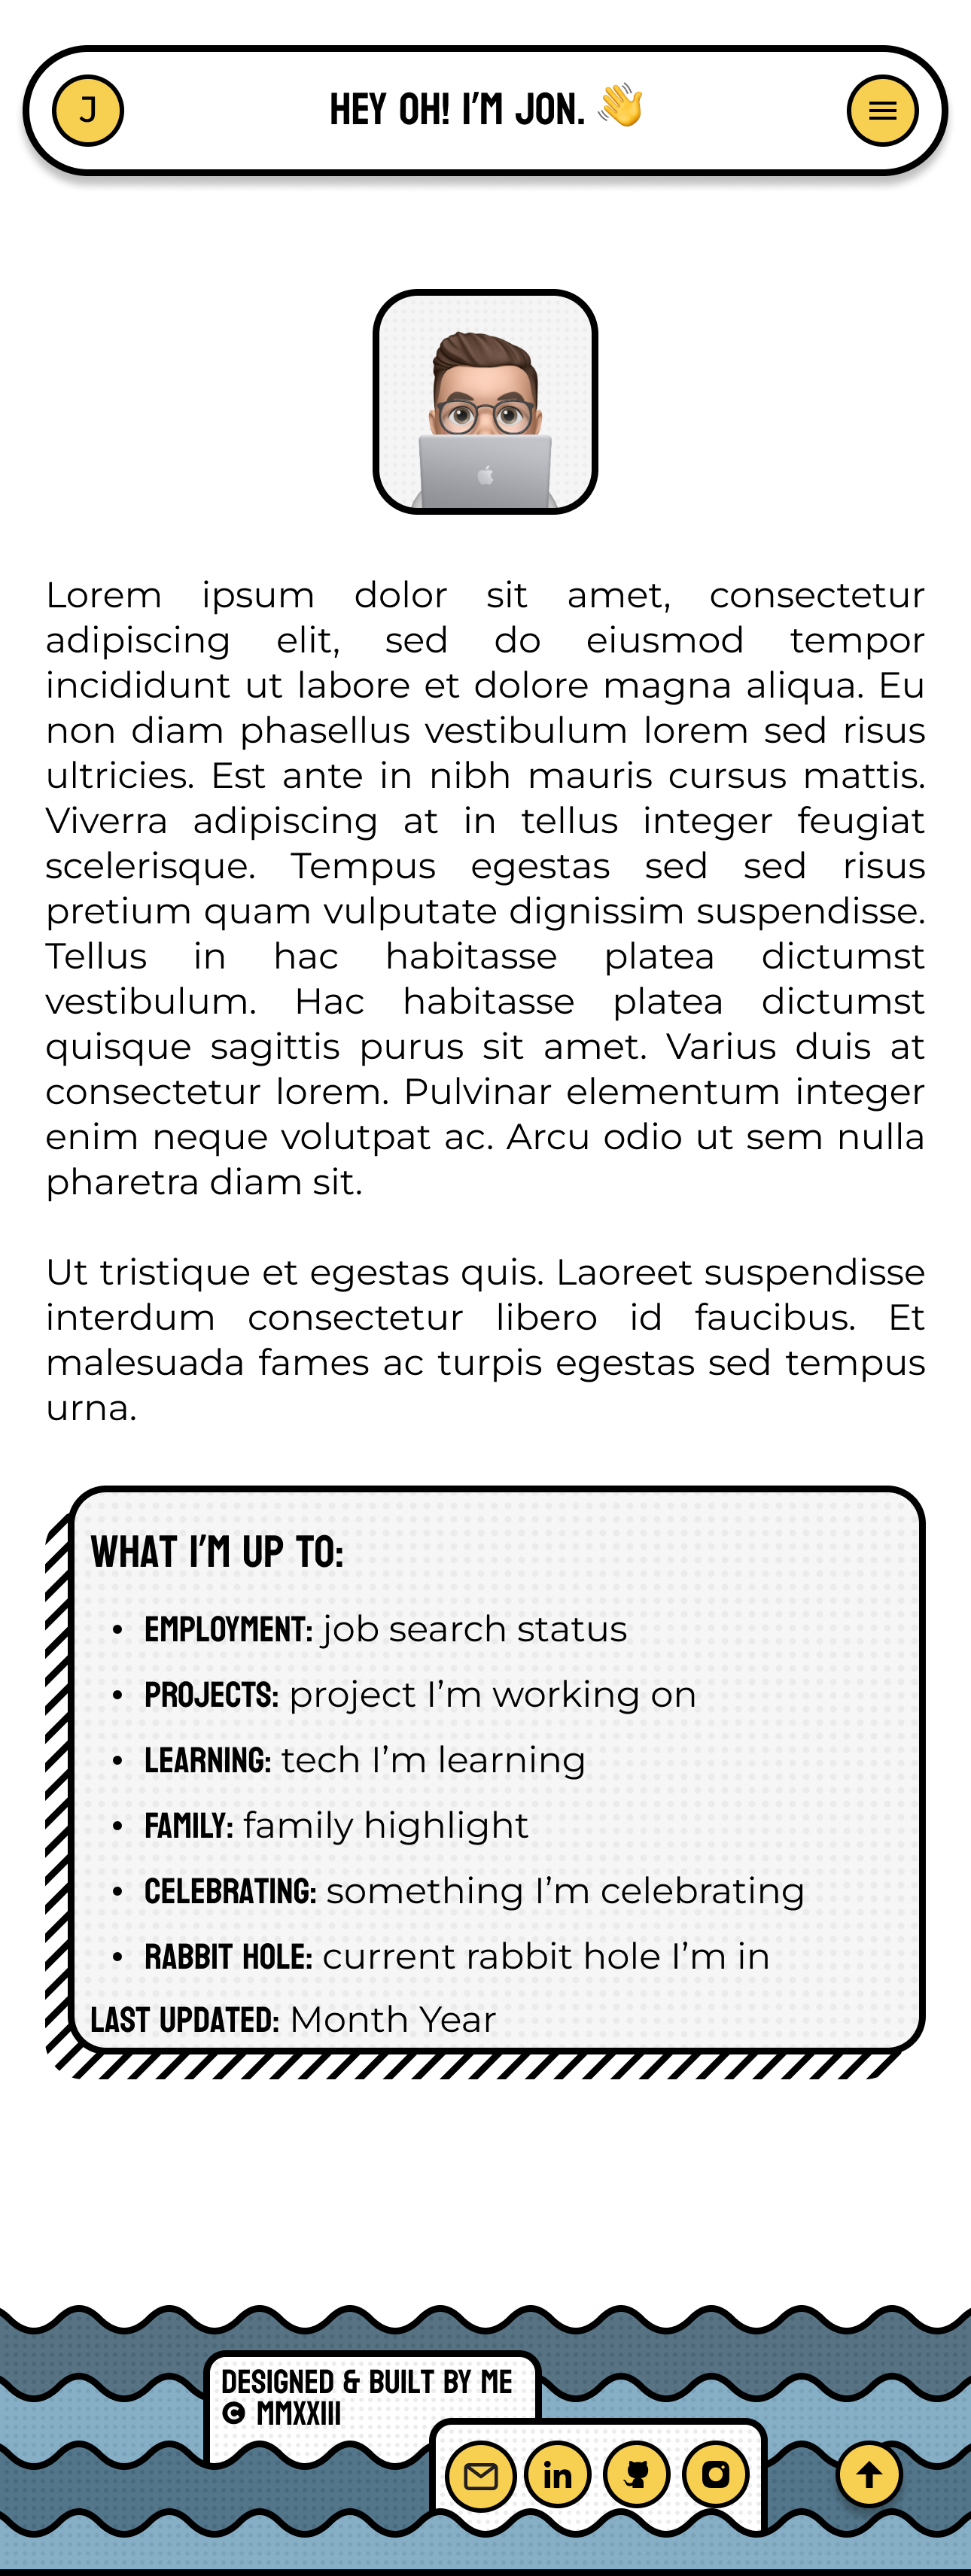 J
HEY OH! I’M JON. 👋
Lorem ipsum dolor sit amet, consectetur
adipiscing elit, sed do eiusmod tempor
incididunt ut labore et dolore magna aliqua. Eu
non diam phasellus vestibulum lorem sed risus
ultricies. Est ante in nibh mauris cursus mattis.
Viverra adipiscing at in tellus integer feugiat
scelerisque. Tempus egestas sed sed risus
pretium quam vulputate dignissim suspendisse.
Tellus in hac habitasse platea dictumst
vestibulum. Hac habitasse platea dictumst
quisque sagittis purus sit amet. Varius duis at
consectetur lorem. Pulvinar elementum integer
enim neque volutpat ac. Arcu odio ut sem nulla
pharetra diam sit.
Ut tristique et egestas quis. Laoreet suspendisse
interdum consectetur libero id faucibus. Et
malesuada fames ac turpis egestas sed tempus
urna.
WHAT I’M UP TO:
• EMPLOYMENT: job search status
• PROJECTS: project I’m working on
• LEARNING: tech I’m learning
• FAMILY: family highlight
• CELEBRATING: something I’m celebrating
• RABBIT HOLE: current rabbit hole I’m in
LAST UPDATED: Month Year
DESIGNED & BUILT BY ME
© MMXXIII
in